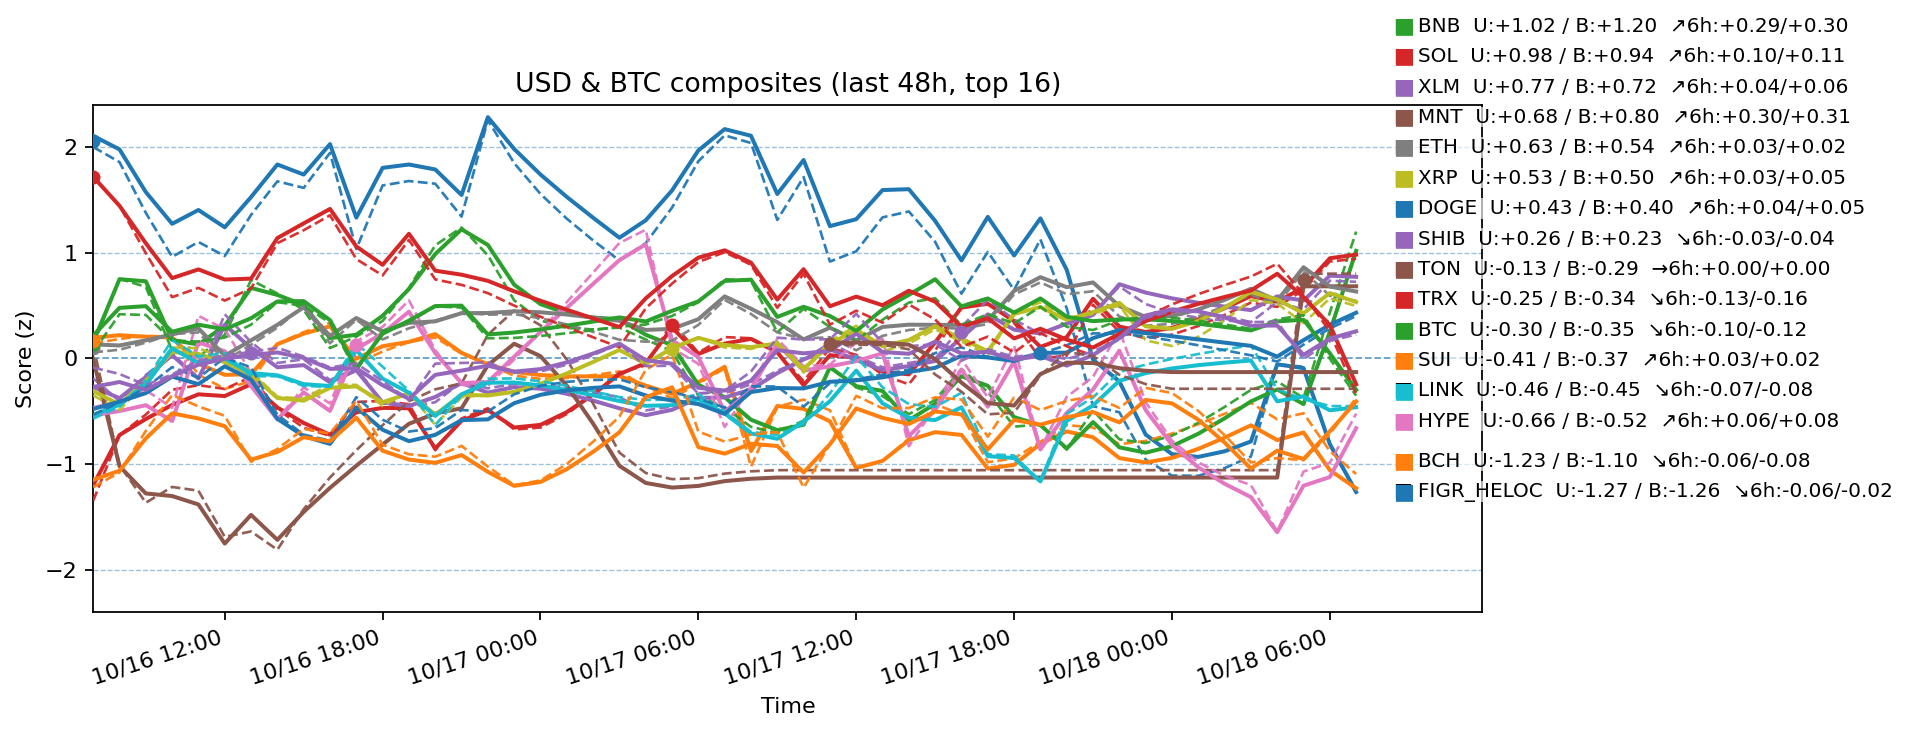 USD & BTC composites (last 48h, top 16)
BNB U:+1.02 / B:+1.20 ↗6h:+0.29/+0.30
SOL U:+0.98 / B:+0.94 ↗6h:+0.10/+0.11
XLM U:+0.77 / B:+0.72 ↗6h:+0.04/+0.06
MNT U:+0.68 / B:+0.80 ↗6h:+0.30/+0.31
ETH U:+0.63 / B:+0.54 ↗6h:+0.03/+0.02
XRP U:+0.53 / B:+0.50 ↗6h:+0.03/+0.05
DOGE U:+0.43 / B:+0.40 ↗6h:+0.04/+0.05
SHIB U:+0.26 / B:+0.23 ↘6h:-0.03/-0.04
TON U:-0.13 / B:-0.29 →6h:+0.00/+0.00
TRX U:-0.25 / B:-0.34 ↘6h:-0.13/-0.16
BTC U:-0.30 / B:-0.35 ↘6h:-0.10/-0.12
SUI U:-0.41 / B:-0.37 ↗6h:+0.03/+0.02
LINK U:-0.46 / B:-0.45 ↘6h:-0.07/-0.08
HYPE U:-0.66 / B:-0.52 ↗6h:+0.06/+0.08
BCH U:-1.23 / B:-1.10 ↘6h:-0.06/-0.08
FIGR_HELOC U:-1.27 / B:-1.26 ↘6h:-0.06/-0.02
Score (z)
2
1
0
−1
−2
10/16 12:00
10/16 18:00
10/17 00:00
10/17 06:00
10/17 12:00
10/17 18:00
10/18 00:00
10/18 06:00
Time